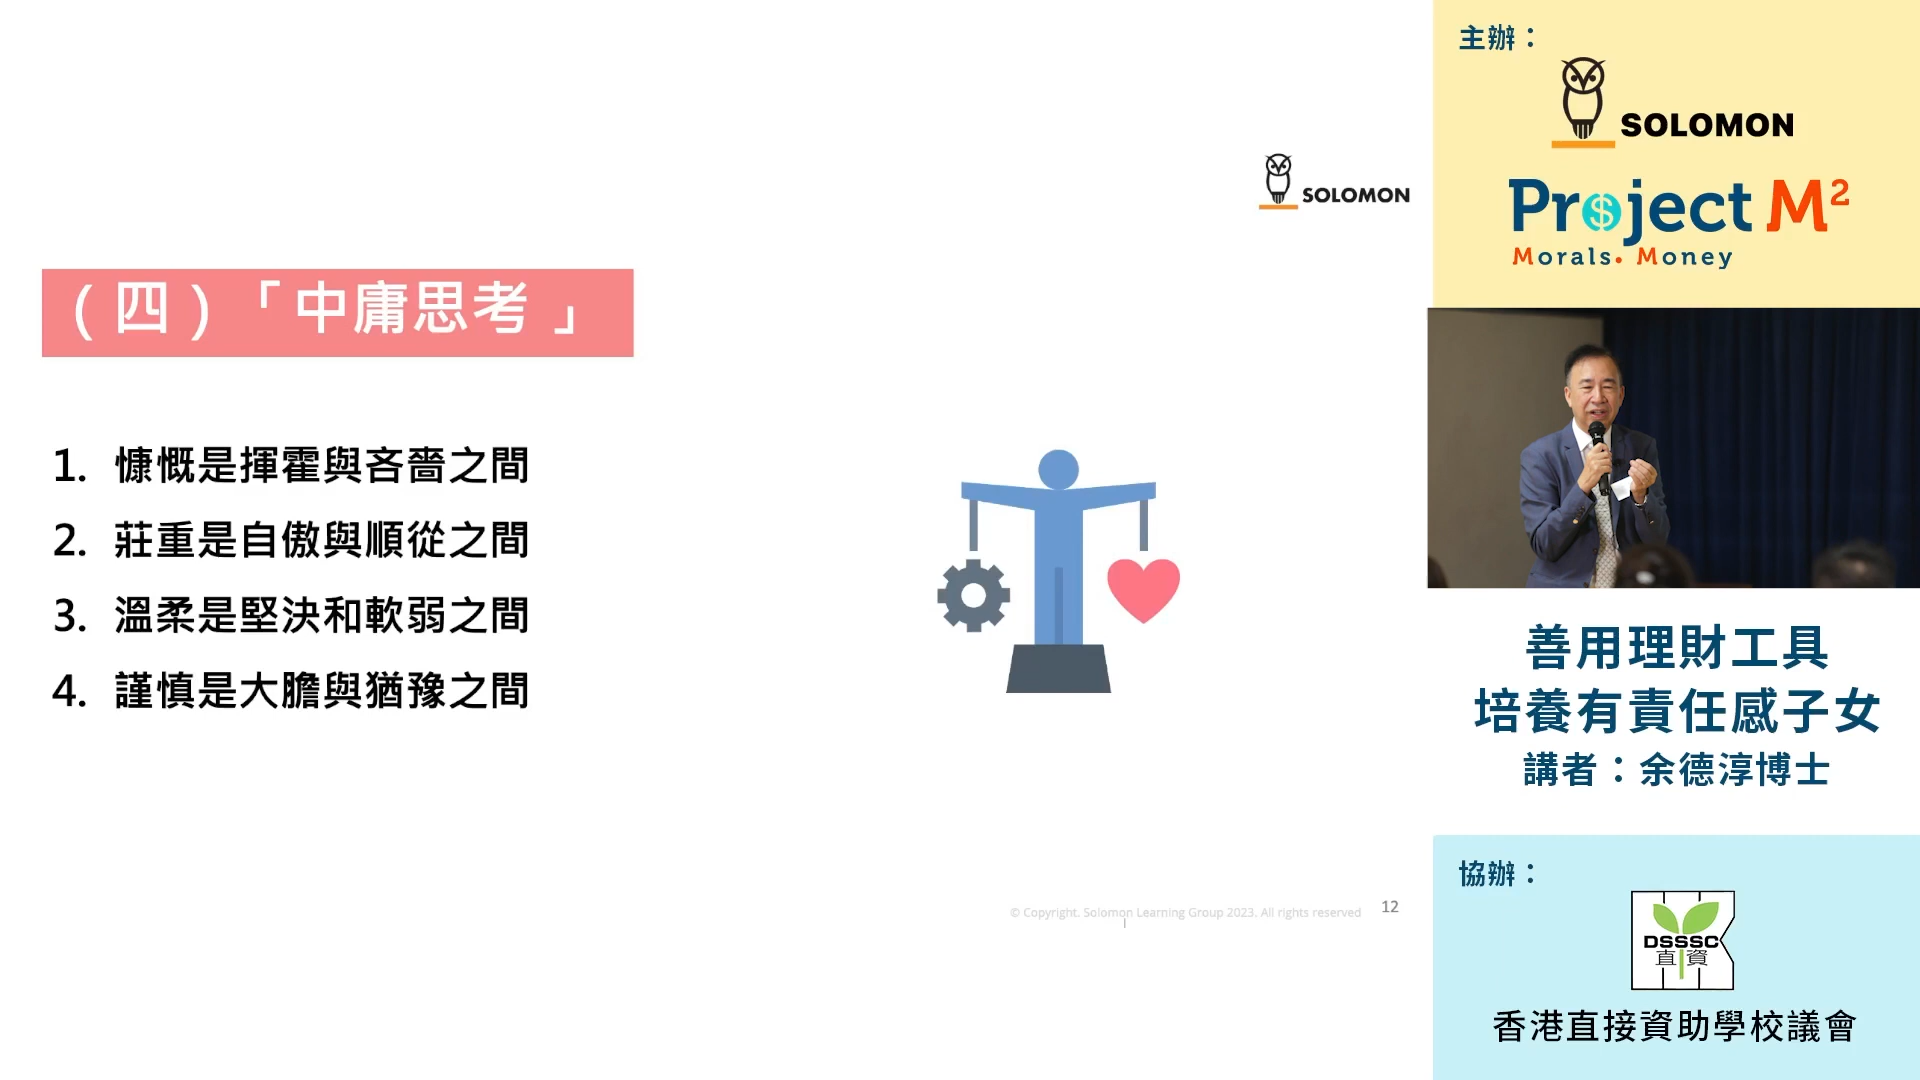 SOLOMON
(四)「中庸思考」
1. 慷慨是揮霍與吝嗇之間
2. 莊重是自傲與順從之間
3. 溫柔是堅決和軟弱之間
4. 謹慎是大膽與猶豫之間
© Copyright. Solomon Learning Group 2023. All rights reserved
12
主辦：
SOLOMON
Project M²
Morals. Money
善用理財工具
培養有責任感子女
講者：余德淳博士
協辦：
DSSSC
直資
香港直接資助學校議會